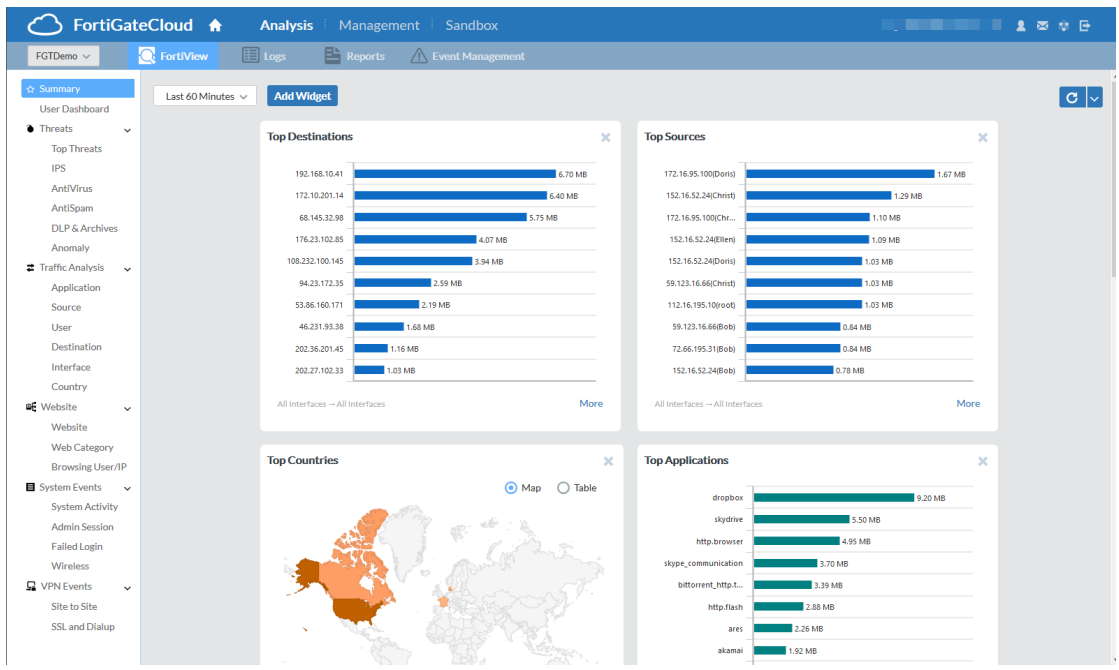 FortiGateCloud Analysis Management Sandbox
FGTDemo FortiView Logs Reports Event Management
Summary
User Dashboard
Threats
Top Threats
IPS
AntiVirus
AntiSpam
DLP & Archives
Anomaly
Traffic Analysis
Application
Source
User
Destination
Interface
Country
Website
Website
Web Category
Browsing User/IP
System Events
System Activity
Admin Session
Failed Login
Wireless
VPN Events
Site to Site
SSL and Dialup
Last 60 Minutes Add Widget
Top Destinations
192.168.10.41 6.70 MB
172.10.201.14 6.40 MB
68.145.32.98 5.75 MB
176.23.102.85 4.07 MB
108.232.100.145 3.94 MB
94.23.172.35 2.59 MB
53.86.160.171 2.19 MB
46.231.93.38 1.68 MB
202.36.201.45 1.16 MB
202.27.102.33 1.03 MB
All Interfaces → All Interfaces More
Top Sources
172.16.95.100(Doris) 1.67 MB
152.16.52.24(Christ) 1.29 MB
172.16.95.100(Chr... 1.10 MB
152.16.52.24(Ellen) 1.09 MB
152.16.52.24(Doris) 1.03 MB
59.123.16.66(Christ) 1.03 MB
112.16.195.10(root) 1.03 MB
59.123.16.66(Bob) 0.84 MB
72.66.195.31(Bob) 0.84 MB
152.16.52.24(Bob) 0.78 MB
All Interfaces → All Interfaces More
Top Countries
Map Table
Top Applications
dropbox 9.20 MB
skydrive 5.50 MB
http.browser 4.95 MB
skype_communication 3.70 MB
bittorrent_http.t... 3.39 MB
http.flash 2.88 MB
ares 2.26 MB
akamai 1.92 MB